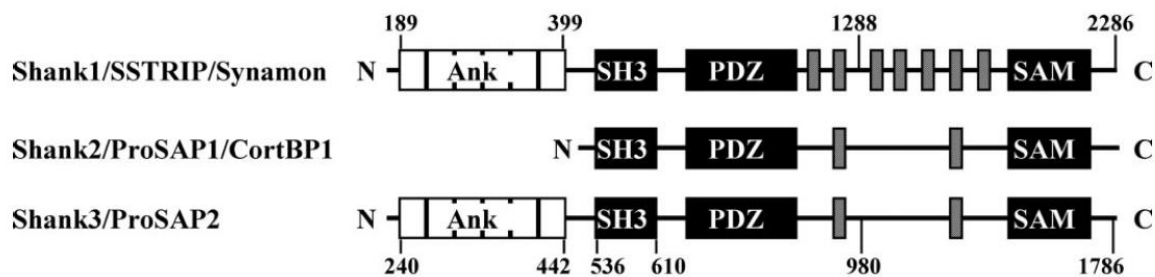 189 399 1288 2286
Shank1/SSTRIP/Synamon N Ank SH3 PDZ SAM C
Shank2/ProSAP1/CortBP1 N SH3 PDZ SAM C
Shank3/ProSAP2 N Ank SH3 PDZ SAM C
240 442 536 610 980 1786